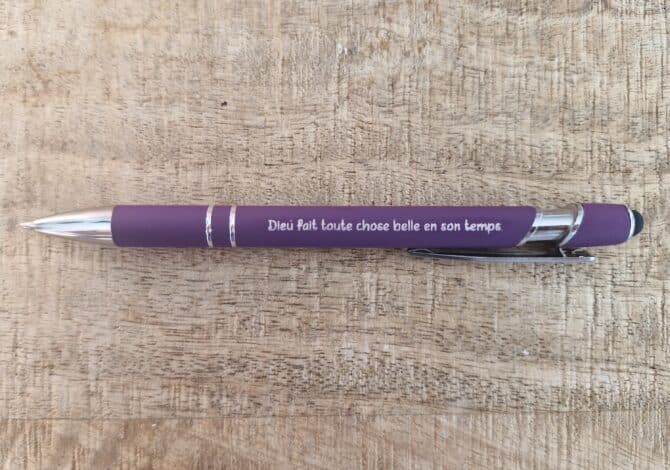 Dieu fait toute chose belle en son temps.